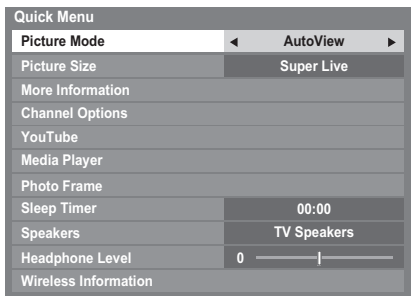 Quick Menu
Picture Mode ◄ AutoView ►
Picture Size Super Live
More Information
Channel Options
YouTube
Media Player
Photo Frame
Sleep Timer 00:00
Speakers TV Speakers
Headphone Level 0
Wireless Information